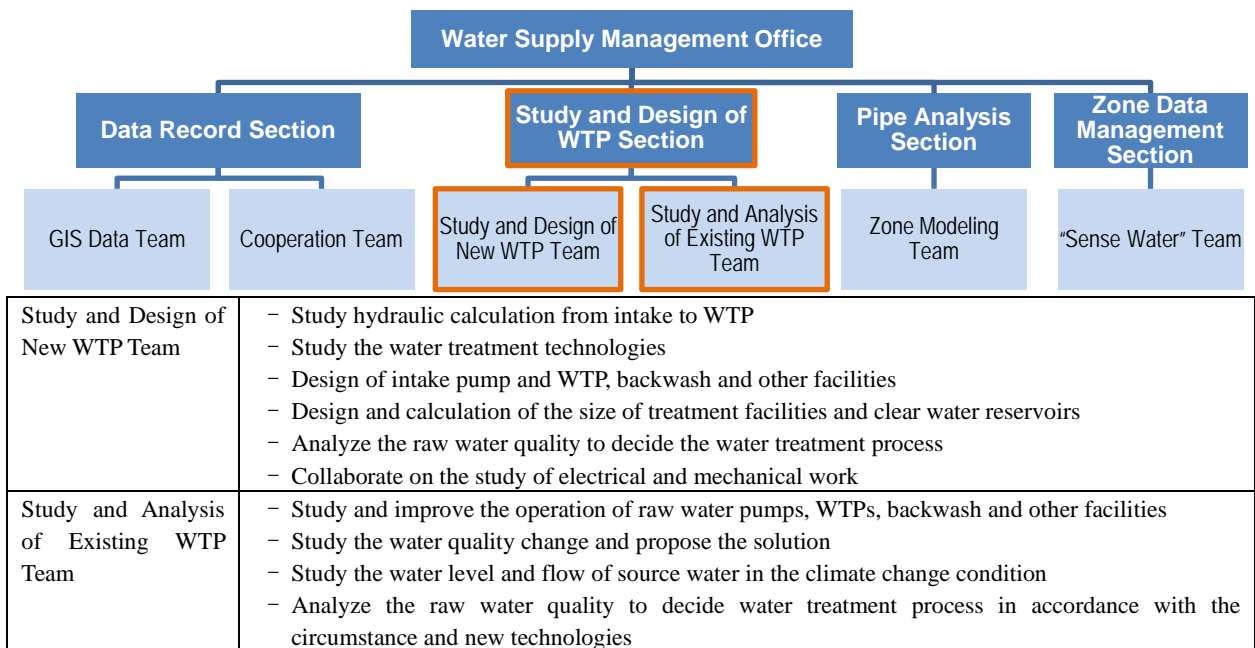 Water Supply Management Office
Data Record Section
Study and Design of
WTP Section
Pipe Analysis
Section
Zone Data
Management
Section
GIS Data Team
Cooperation Team
Study and Design of
New WTP Team
Study and Analysis
of Existing WTP
Team
Zone Modeling
Team
“Sense Water” Team
Study and Design of
New WTP Team
- Study hydraulic calculation from intake to WTP
- Study the water treatment technologies
- Design of intake pump and WTP, backwash and other facilities
- Design and calculation of the size of treatment facilities and clear water reservoirs
- Analyze the raw water quality to decide the water treatment process
- Collaborate on the study of electrical and mechanical work
Study and Analysis
of Existing WTP
Team
- Study and improve the operation of raw water pumps, WTPs, backwash and other facilities
- Study the water quality change and propose the solution
- Study the water level and flow of source water in the climate change condition
- Analyze the raw water quality to decide water treatment process in accordance with the
circumstance and new technologies